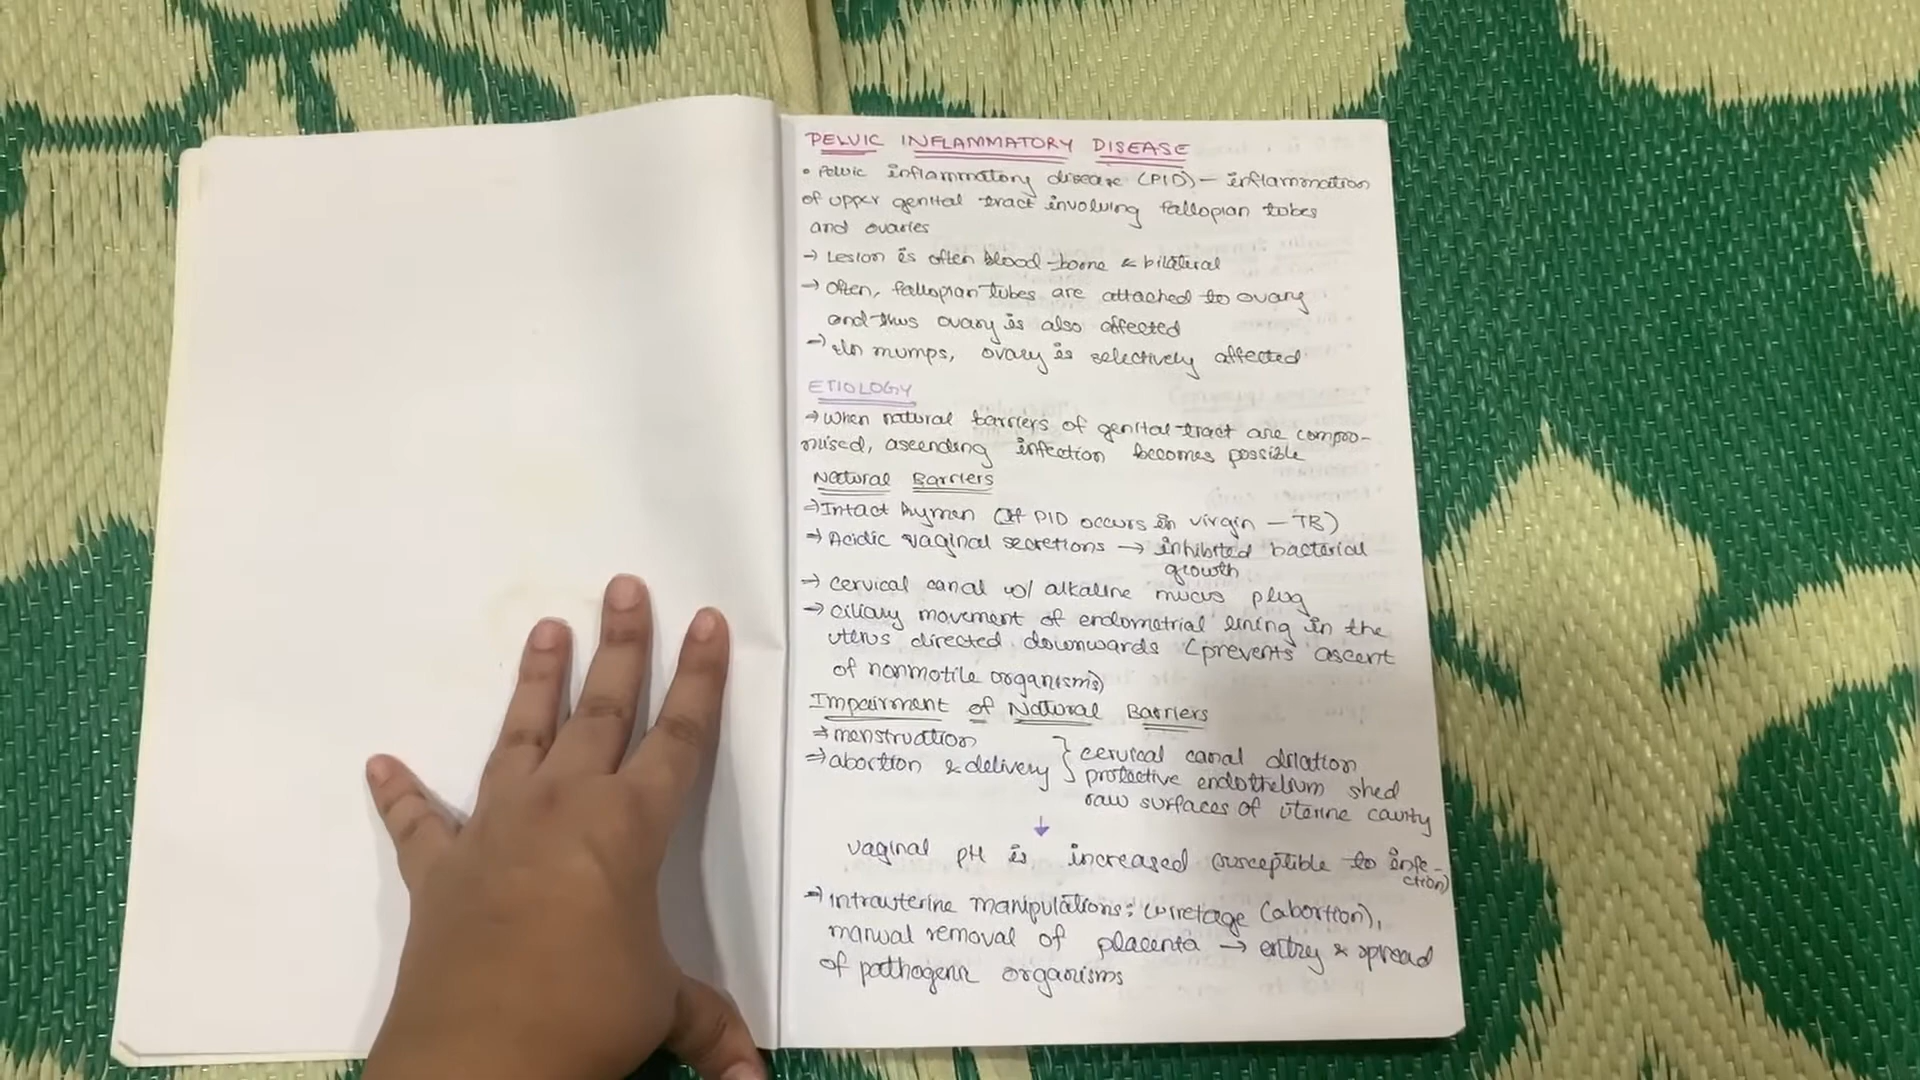 PELVIC INFLAMMATORY DISEASE
• Pelvic inflammatory disease (PID) – inflammation
of upper genital tract involving fallopian tubes
and ovaries
→ Lesion is often blood-borne & bilateral
→ Often, fallopian tubes are attached to ovary
and thus ovary is also affected
→ In mumps, ovary is selectively affected
ETIOLOGY
→ When natural barriers of genital tract are compro-
mised, ascending infection becomes possible
Natural Barriers
→ Intact hymen (If PID occurs in virgin – TB)
→ Acidic vaginal secretions → inhibited bacterial
growth
→ cervical canal w/ alkaline mucus plug
→ ciliary movement of endometrial lining in the
uterus directed downwards (prevents ascent
of nonmotile organisms)
Impairment of Natural Barriers
→ menstruation
→ abortion & delivery } cervical canal dilation
protective endothelium shed
raw surfaces of uterine cavity
↓
vaginal pH is increased (susceptible to infe-
ction)
→ Intrauterine manipulations: curretage (abortion),
manual removal of placenta → entry & spread
of pathogenic organisms